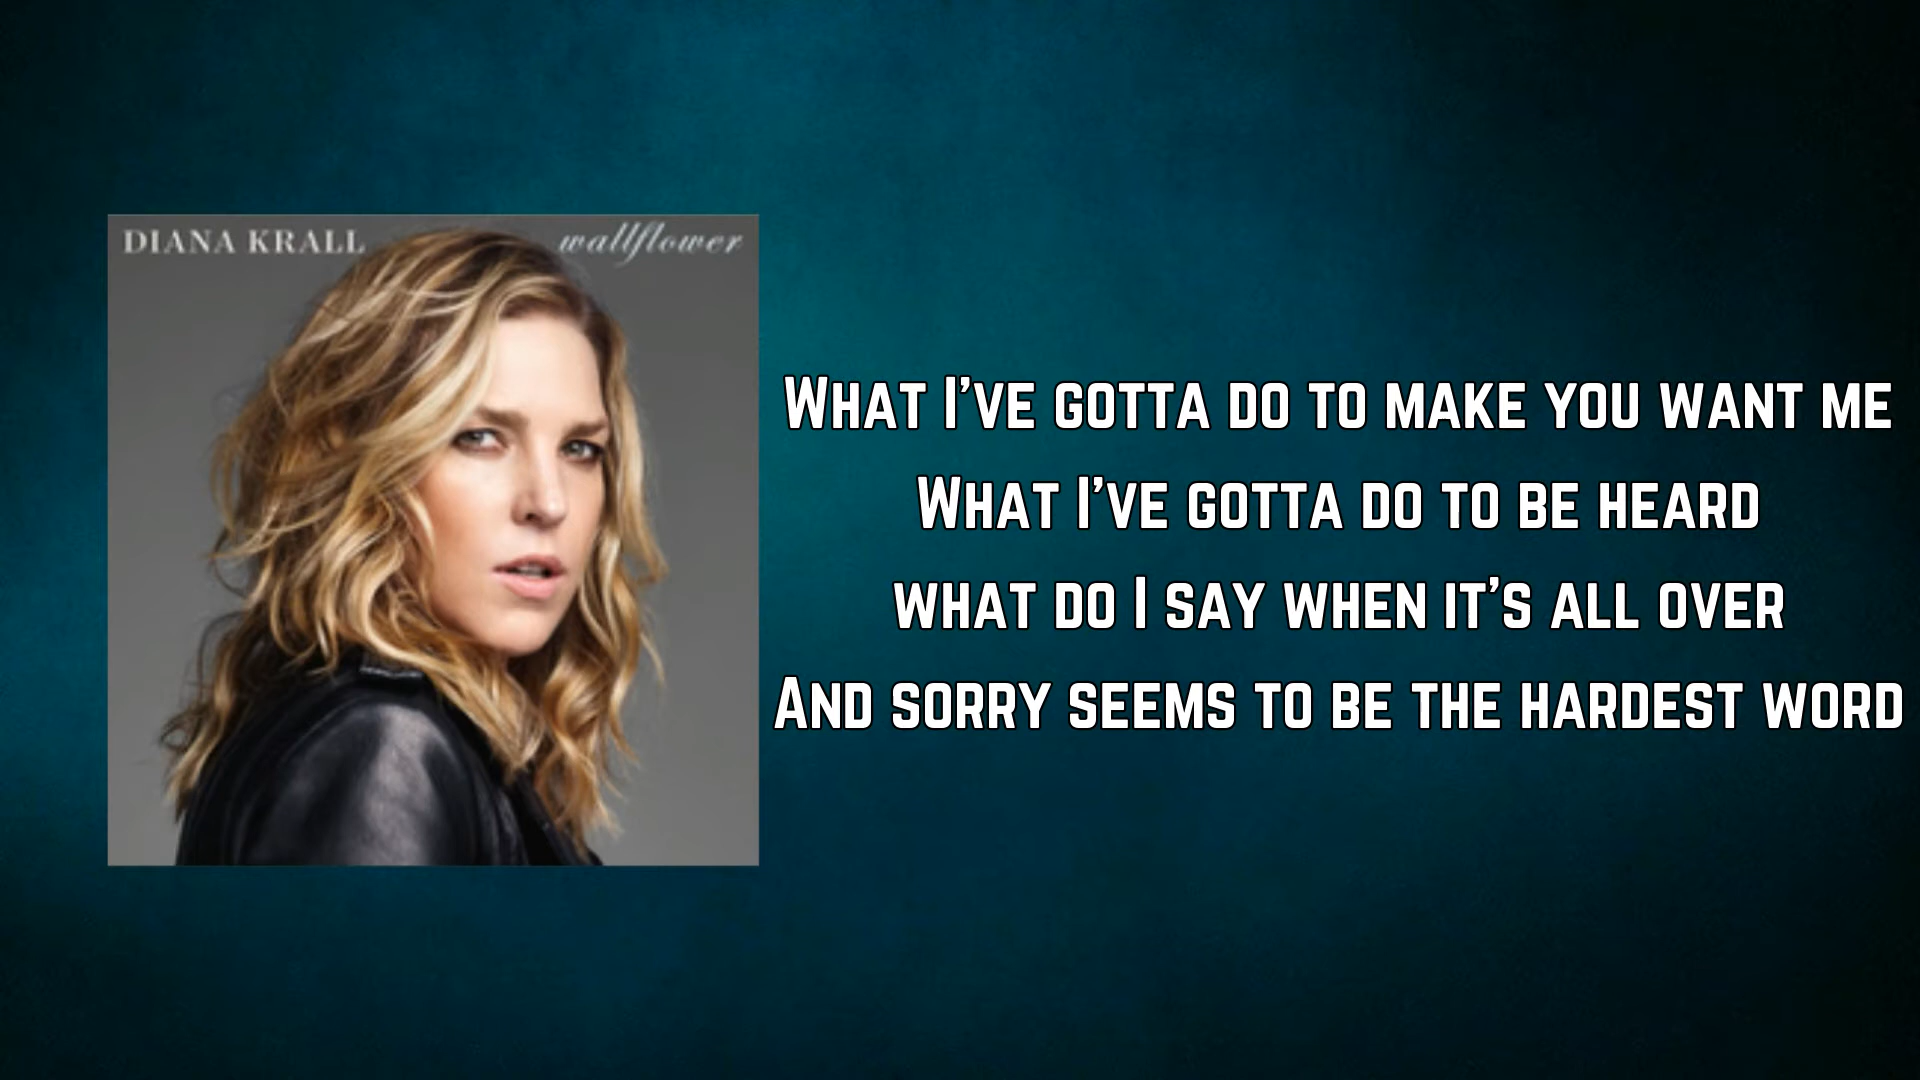 DIANA KRALL wallflower
What I've gotta do to make you want me
What I've gotta do to be heard
what do I say when it's all over
And sorry seems to be the hardest word